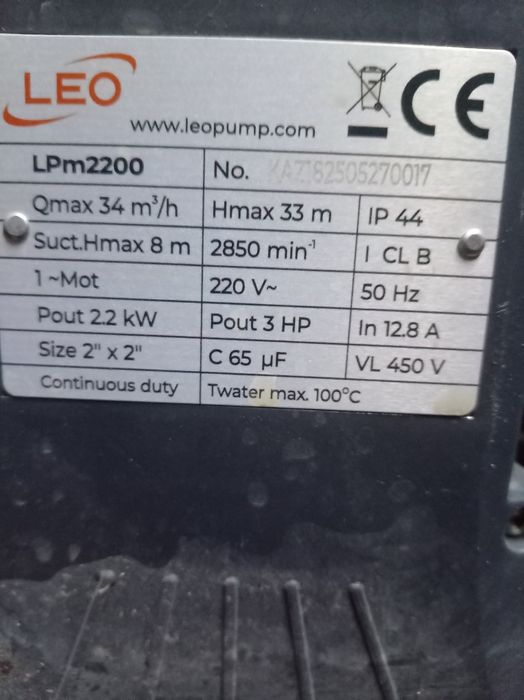 LEO
www.leopump.com
CE
LPm2200 No. KAZ162505270017
Qmax 34 m³/h Hmax 33 m IP 44
Suct.Hmax 8 m 2850 min⁻¹ I CL B
1 ~Mot 220 V~ 50 Hz
Pout 2.2 kW Pout 3 HP In 12.8 A
Size 2" x 2" C 65 µF VL 450 V
Continuous duty Twater max. 100°C